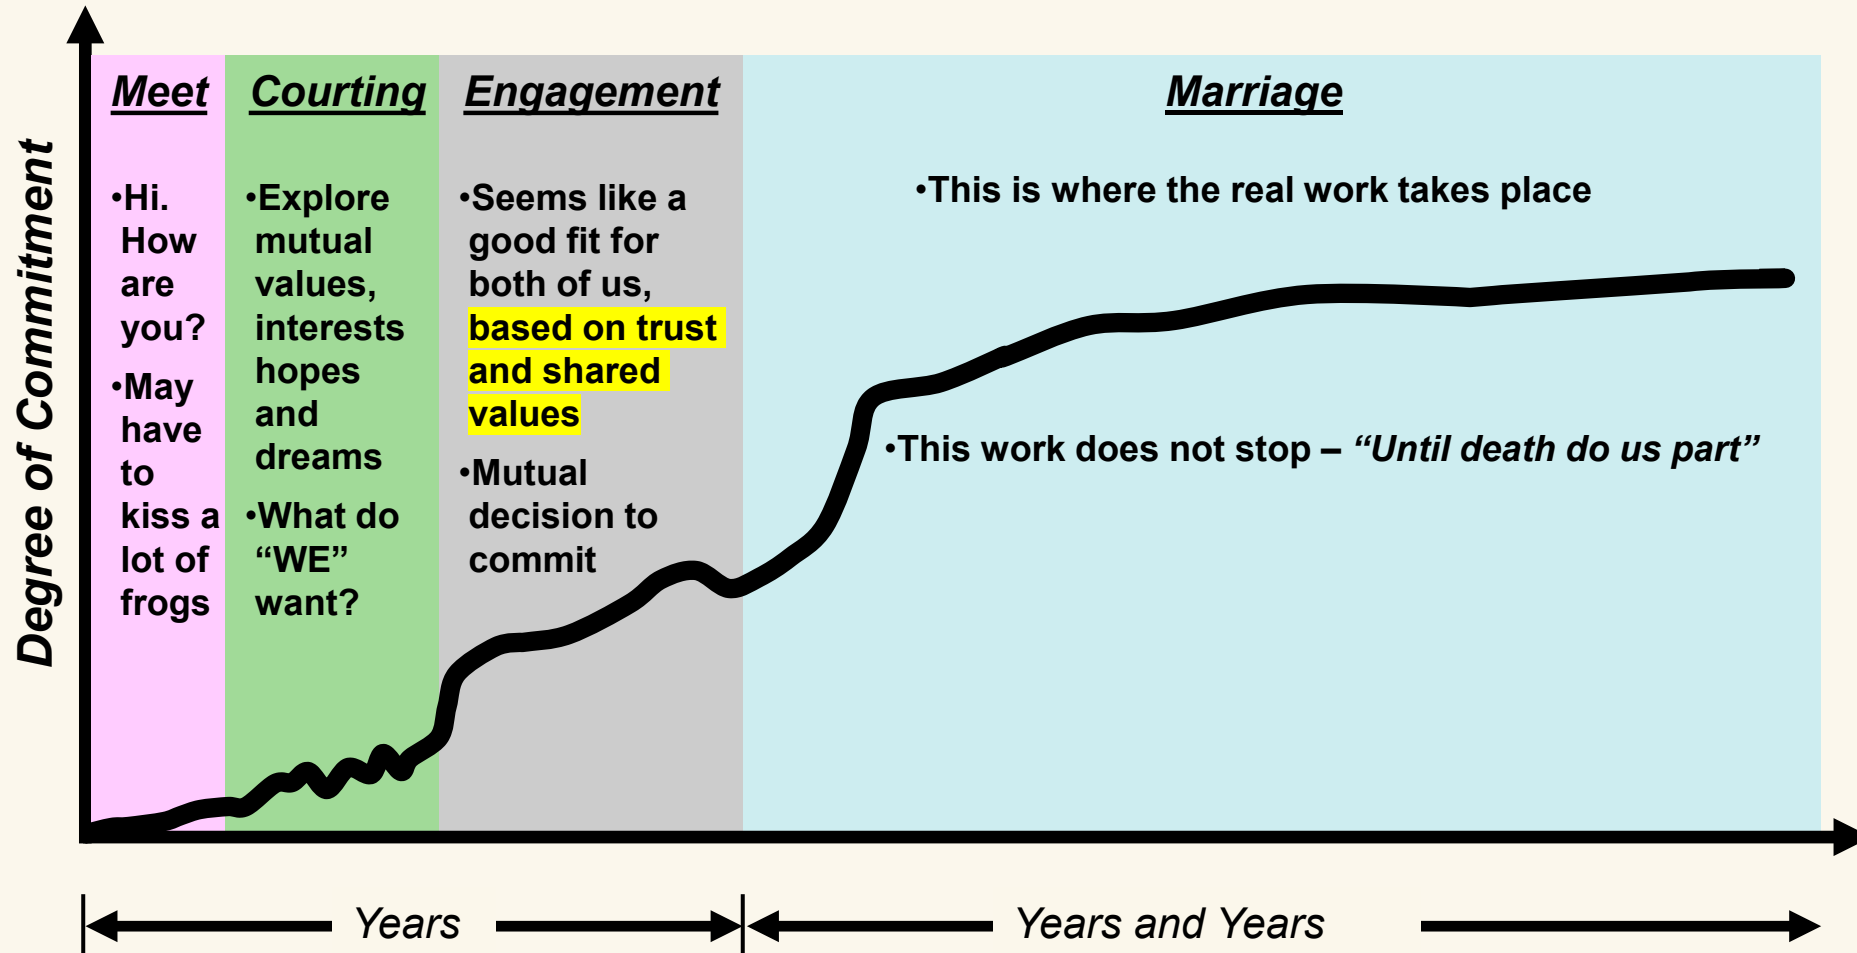 Degree of Commitment
Meet
•Hi.
How
are
you?
•May
have
to
kiss a
lot of
frogs
Courting
•Explore
mutual
values,
interests
hopes
and
dreams
•What do
“WE”
want?
Engagement
•Seems like a
good fit for
both of us,
based on trust
and shared
values
•Mutual
decision to
commit
Marriage
•This is where the real work takes place
•This work does not stop – “Until death do us part”
Years
Years and Years